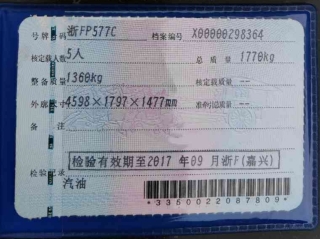 号牌号码 浙FP577C 档案编号 X00000298364
核定载人数 5人 总质量 1770kg
整备质量 1360kg 核定载质量 --
外廓尺寸 4598×1797×1477mm 准牵引总质量 --
备注
检验有效期至2017 年09 月浙F(嘉兴)
检验记录
汽油
*3350022087809*